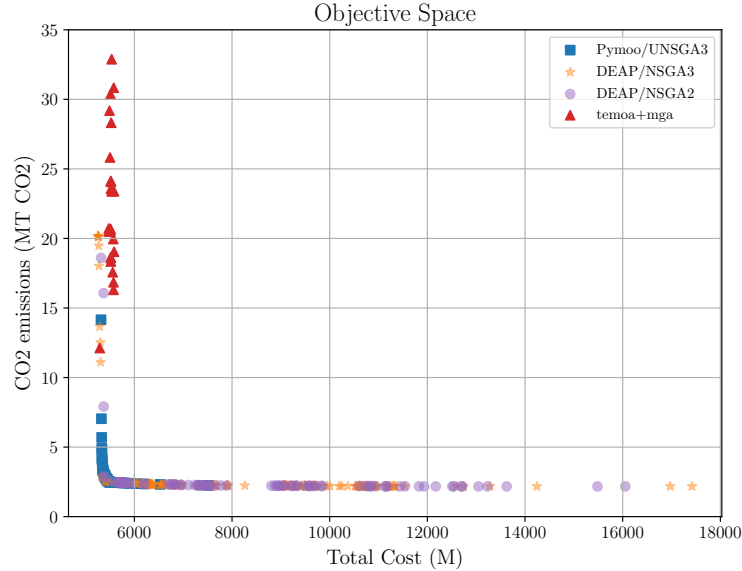 Objective Space
35
30
25
20
15
10
5
0
CO2 emissions (MT CO2)
Pymoo/UNSGA3
DEAP/NSGA3
DEAP/NSGA2
temoa+mga
6000 8000 10000 12000 14000 16000 18000
Total Cost (M)